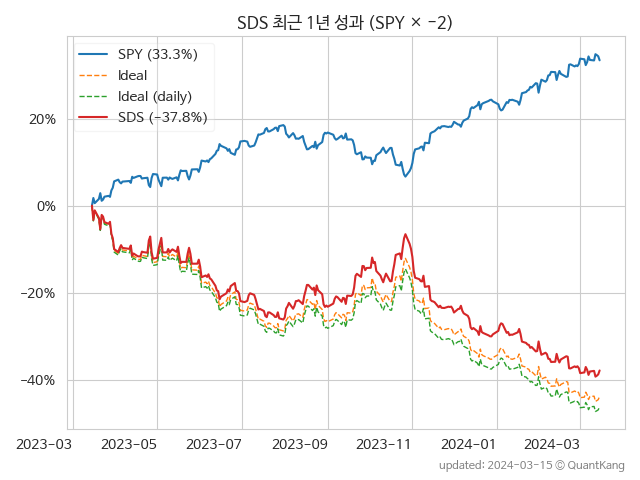 SDS 최근 1년 성과 (SPY × −2)
SPY (33.3%)
Ideal
Ideal (daily)
SDS (−37.8%)
20%
0%
−20%
−40%
2023-03 2023-05 2023-07 2023-09 2023-11 2024-01 2024-03
updated: 2024-03-15 ⓒ QuantKang